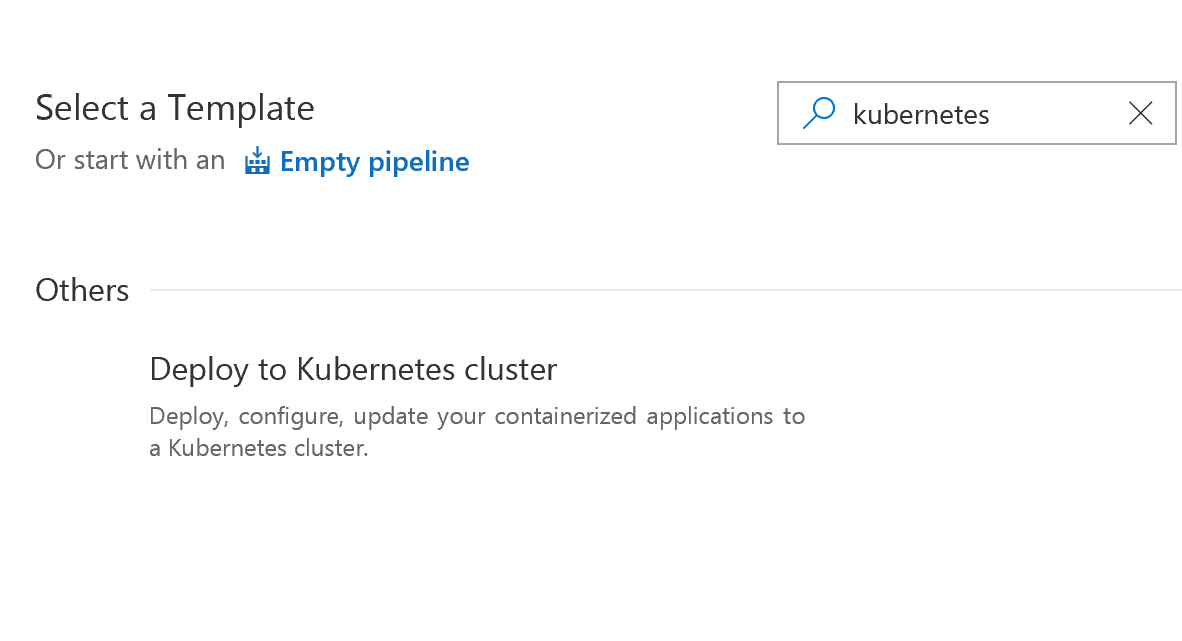 Select a Template
kubernetes
Or start with an Empty pipeline
Others
Deploy to Kubernetes cluster
Deploy, configure, update your containerized applications to
a Kubernetes cluster.